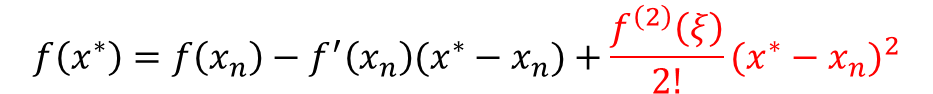 f(x*) = f(xₙ) − f′(xₙ)(x* − xₙ) + f⁽²⁾(ξ)/2! (x* − xₙ)²